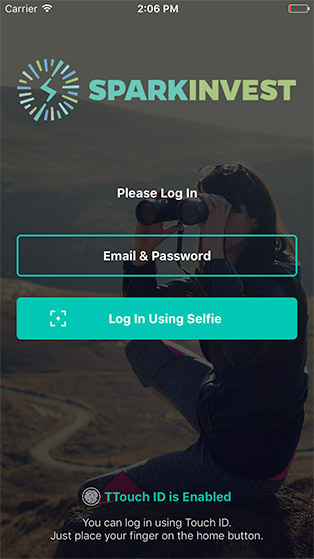 Carrier 2:06 PM
SPARKINVEST
Please Log In
Email & Password
Log In Using Selfie
TTouch ID is Enabled
You can log in using Touch ID.
Just place your finger on the home button.